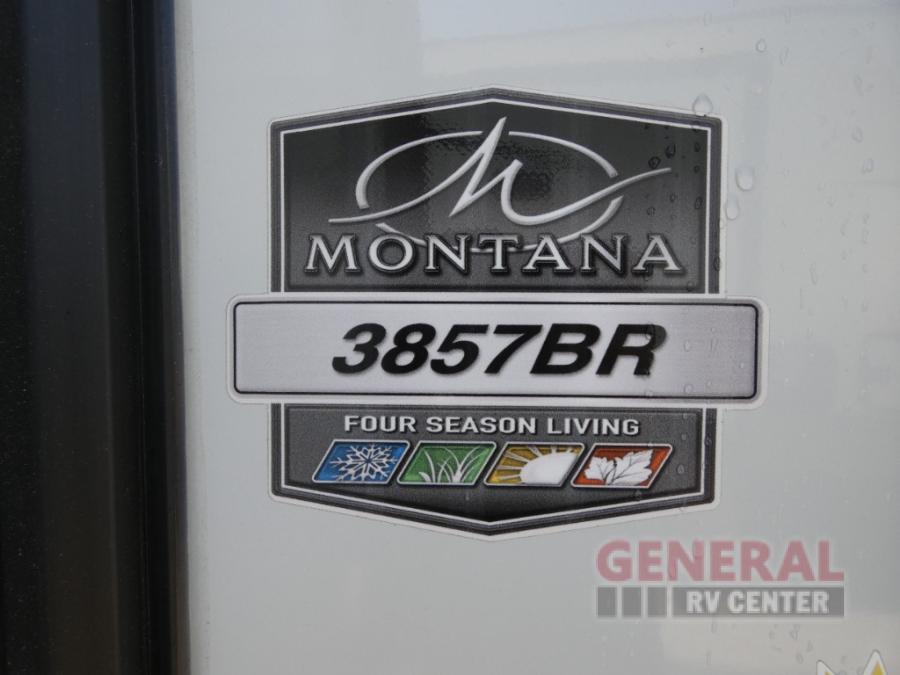 MONTANA
3857BR
FOUR SEASON LIVING
GENERAL
RV CENTER